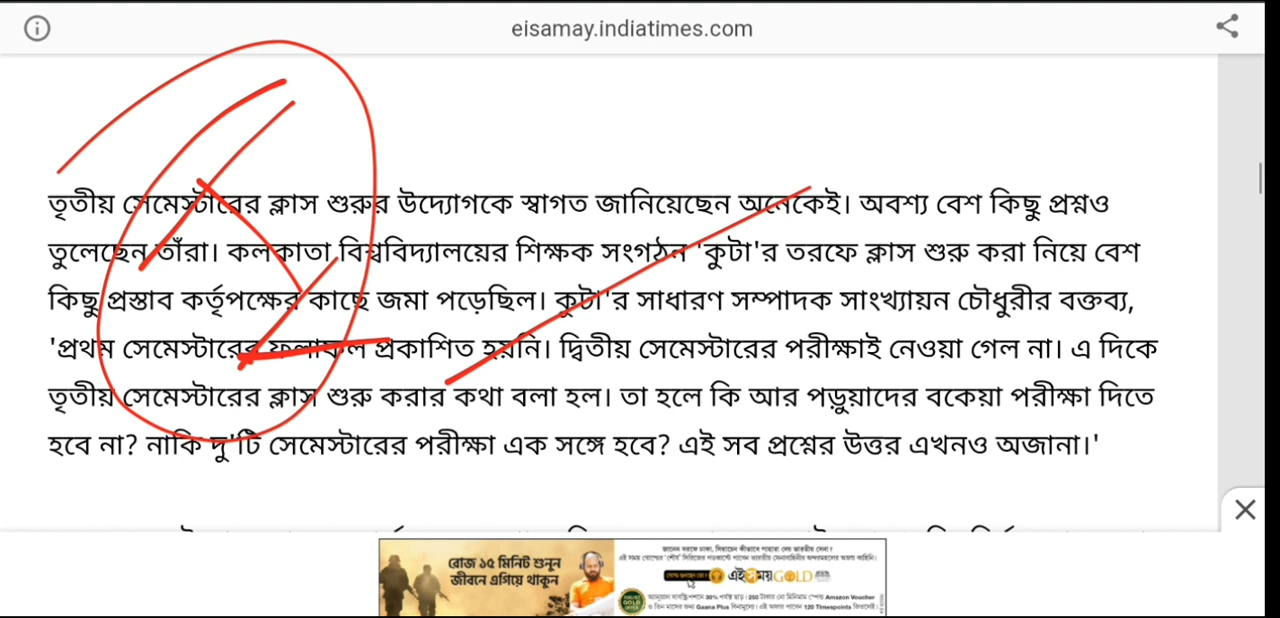 eisamay.indiatimes.com
তৃতীয় সেমেস্টারের ক্লাস শুরুর উদ্যোগকে স্বাগত জানিয়েছেন অনেকেই। অবশ্য বেশ কিছু প্রশ্নও
তুলেছেন তাঁরা। কলকাতা বিশ্ববিদ্যালয়ের শিক্ষক সংগঠন 'কুটা'র তরফে ক্লাস শুরু করা নিয়ে বেশ
কিছু প্রস্তাব কর্তৃপক্ষের কাছে জমা পড়েছিল। কুটা'র সাধারণ সম্পাদক সাংখ্যায়ন চৌধুরীর বক্তব্য,
'প্রথম সেমেস্টারের ফলাফল প্রকাশিত হয়নি। দ্বিতীয় সেমেস্টারের পরীক্ষাই নেওয়া গেল না। এ দিকে
তৃতীয় সেমেস্টারের ক্লাস শুরু করার কথা বলা হল। তা হলে কি আর পড়ুয়াদের বকেয়া পরীক্ষা দিতে
হবে না? নাকি দু'টি সেমেস্টারের পরীক্ষা এক সঙ্গে হবে? এই সব প্রশ্নের উত্তর এখনও অজানা।'
রোজ ১৫ মিনিট শুনুন
জীবনে এগিয়ে থাকুন
এই সময় GOLD